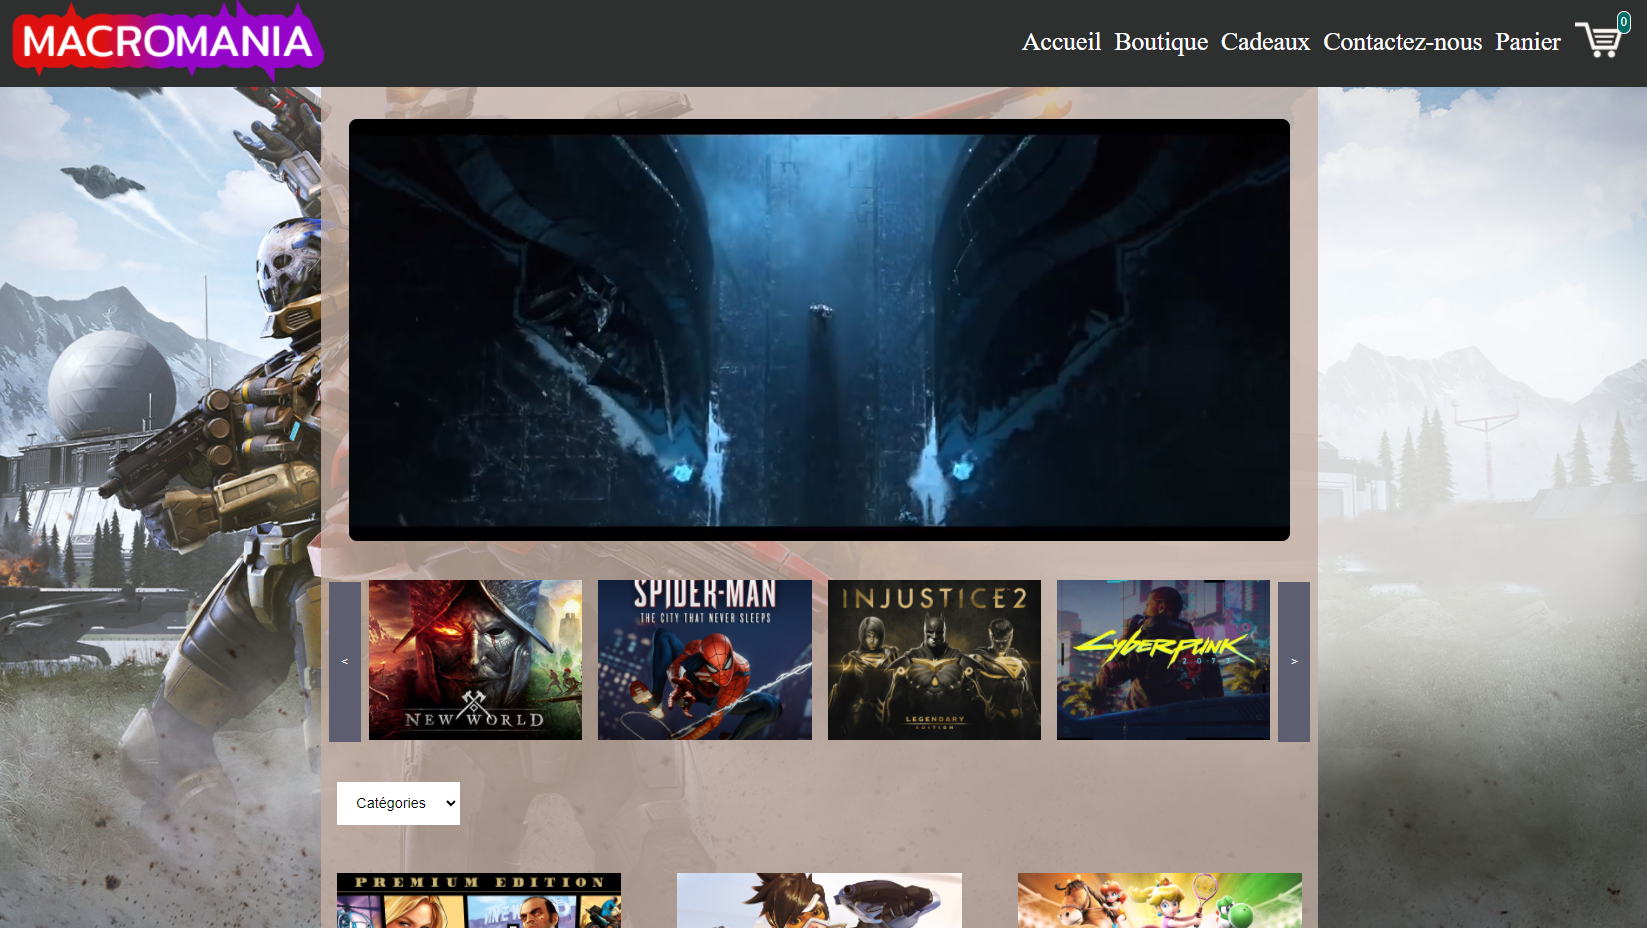 MACROMANIA
Accueil Boutique Cadeaux Contactez-nous Panier 0
<
NEW WORLD
SPIDER-MAN
THE CITY THAT NEVER SLEEPS
INJUSTICE 2
LEGENDARY
EDITION
CYBERPUNK
2077
>
Catégories
PREMIUM EDITION